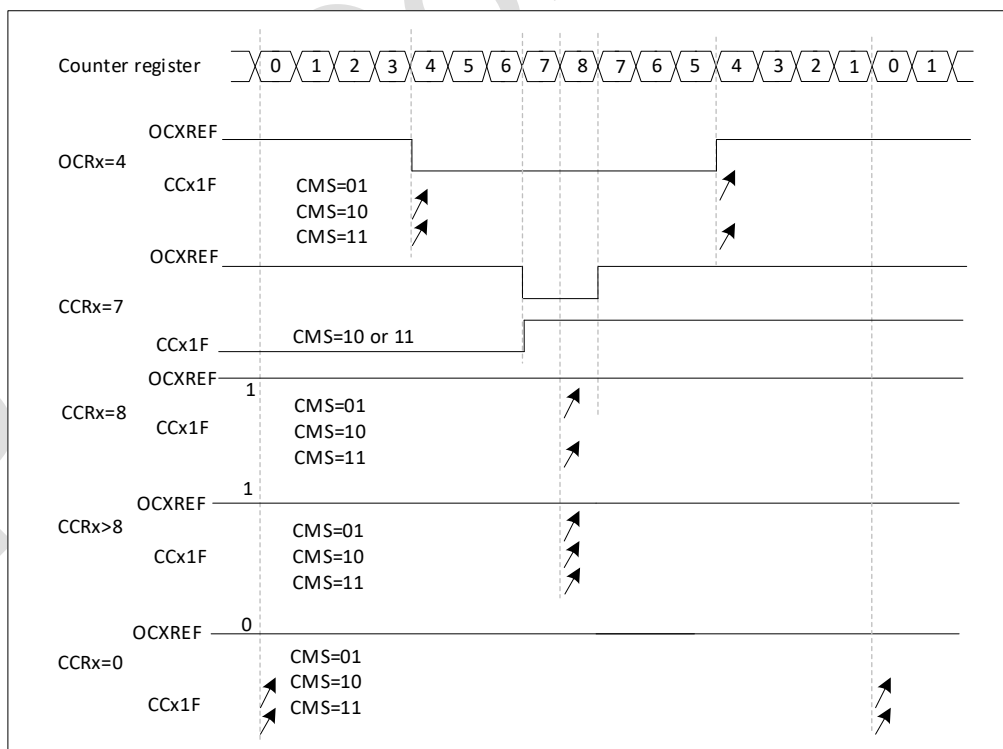 Counter register 0 1 2 3 4 5 6 7 8 7 6 5 4 3 2 1 0 1
OCXREF
OCRx=4
CCx1F
CMS=01
CMS=10
CMS=11
OCXREF
CCRx=7
CCx1F
CMS=10 or 11
OCXREF
1
CCRx=8
CCx1F
CMS=01
CMS=10
CMS=11
1
OCXREF
CCRx>8
CCx1F
CMS=01
CMS=10
CMS=11
OCXREF
0
CCRx=0
CCx1F
CMS=01
CMS=10
CMS=11